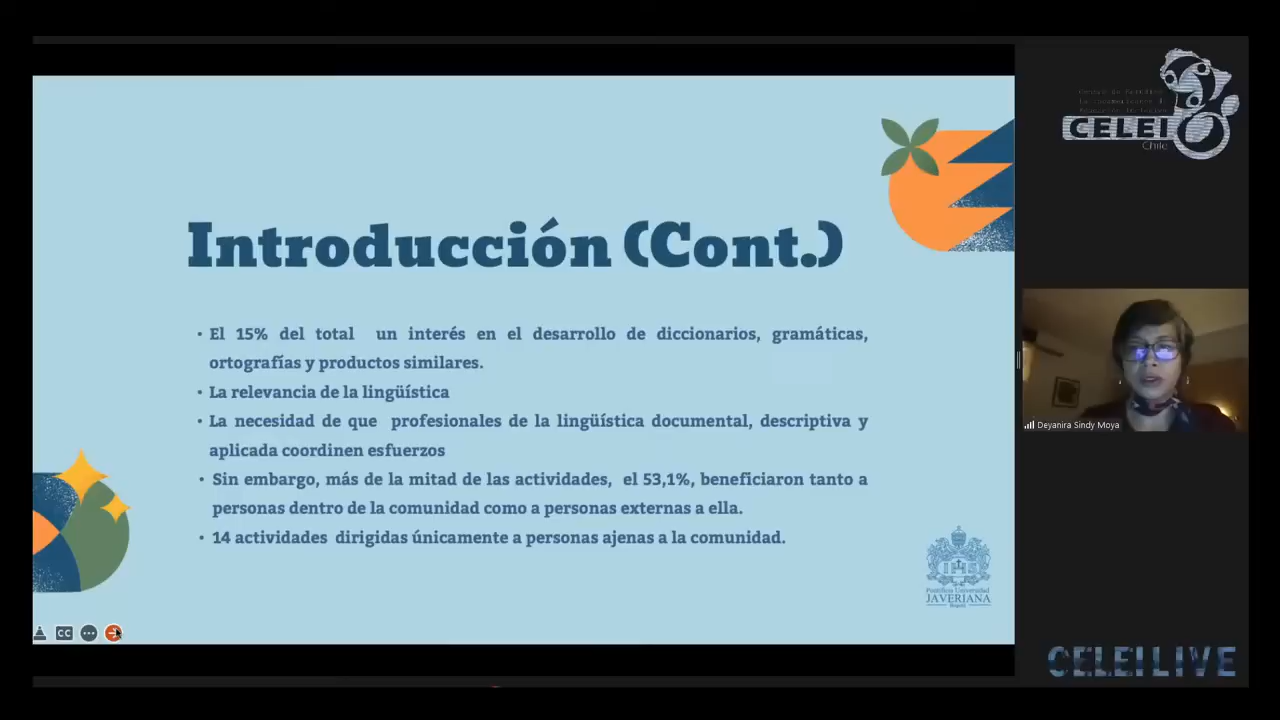 Introducción (Cont.)
• El 15% del total un interés en el desarrollo de diccionarios, gramáticas,
ortografías y productos similares.
• La relevancia de la lingüística
• La necesidad de que profesionales de la lingüística documental, descriptiva y
aplicada coordinen esfuerzos
• Sin embargo, más de la mitad de las actividades, el 53,1%, beneficiaron tanto a
personas dentro de la comunidad como a personas externas a ella.
• 14 actividades dirigidas únicamente a personas ajenas a la comunidad.
IHS
Pontificia Universidad
JAVERIANA
Bogotá
CC
CELEI
Chile
Deyanira Sindy Moya
CELEI LIVE